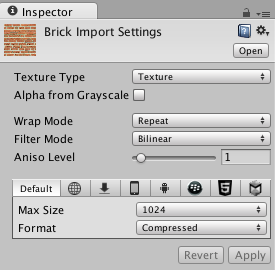 Inspector
Brick Import Settings
Open
Texture Type Texture
Alpha from Grayscale
Wrap Mode Repeat
Filter Mode Bilinear
Aniso Level 1
Default
Max Size 1024
Format Compressed
Revert Apply